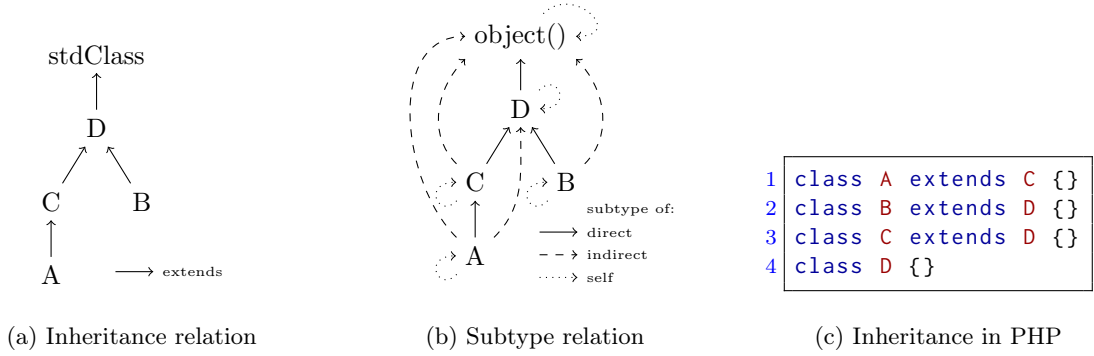 stdClass
D
C
B
A
extends
(a) Inheritance relation
object()
D
C
B
A
subtype of:
direct
indirect
self
(b) Subtype relation
1 class A extends C {}
2 class B extends D {}
3 class C extends D {}
4 class D {}
(c) Inheritance in PHP